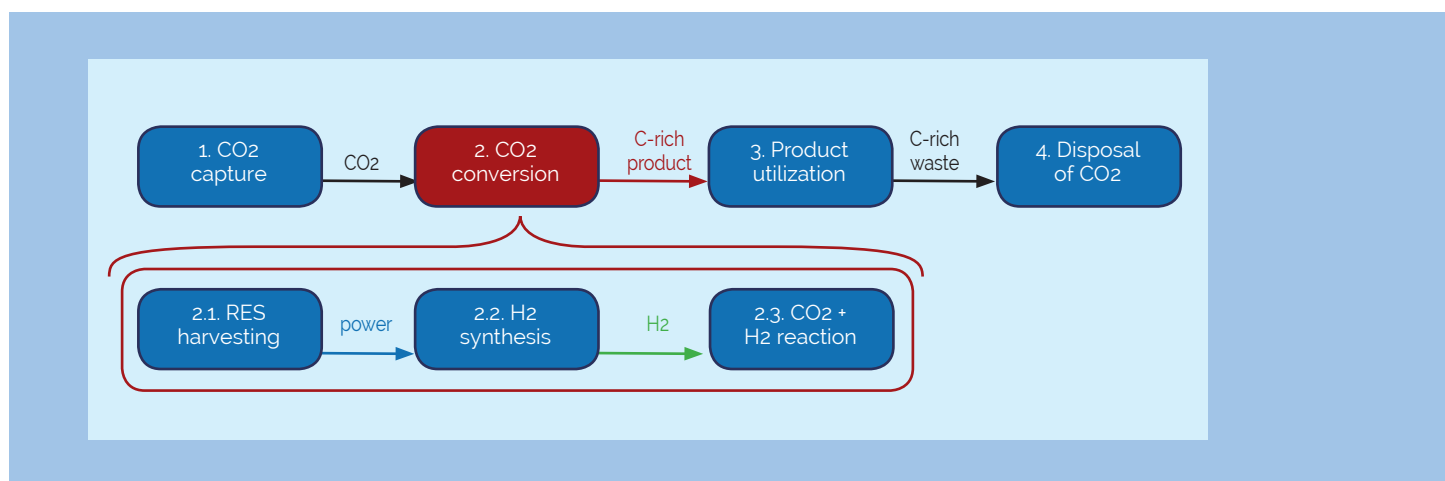 1. CO2
capture
CO2
2. CO2
conversion
C-rich
product
3. Product
utilization
C-rich
waste
4. Disposal
of CO2
2.1. RES
harvesting
power
2.2. H2
synthesis
H2
2.3. CO2 +
H2 reaction